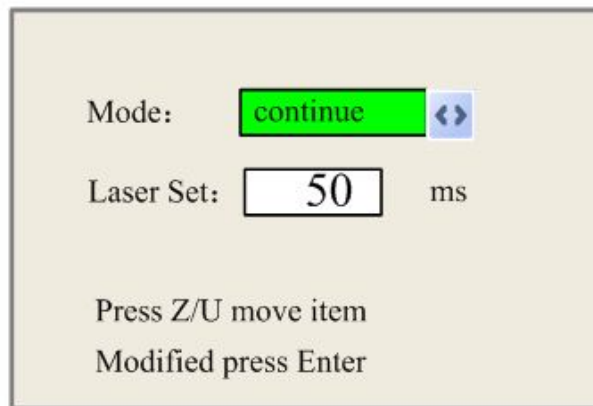 Mode： continue
Laser Set： 50 ms
Press Z/U move item
Modified press Enter